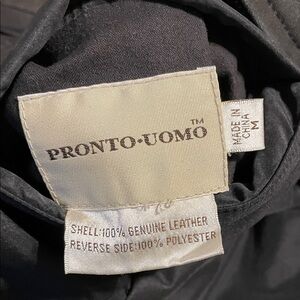 PRONTO•UOMO™
MADE IN
CHINA
M
SHELL:100% GENUINE LEATHER
REVERSE SIDE:100% POLYESTER